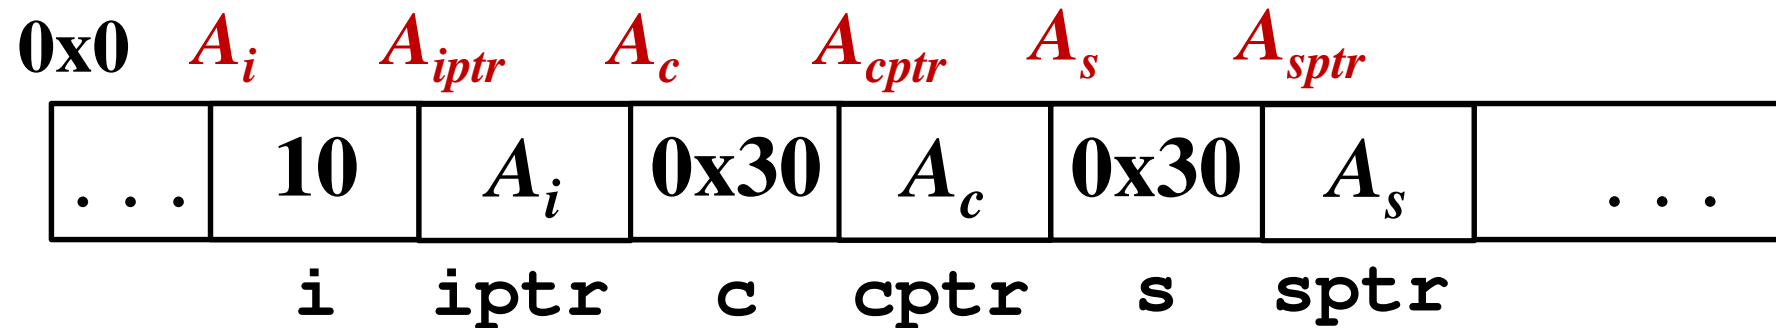 0x0 A_i A_iptr A_c A_cptr A_s A_sptr
. . . 10 A_i 0x30 A_c 0x30 A_s . . .
i iptr c cptr s sptr